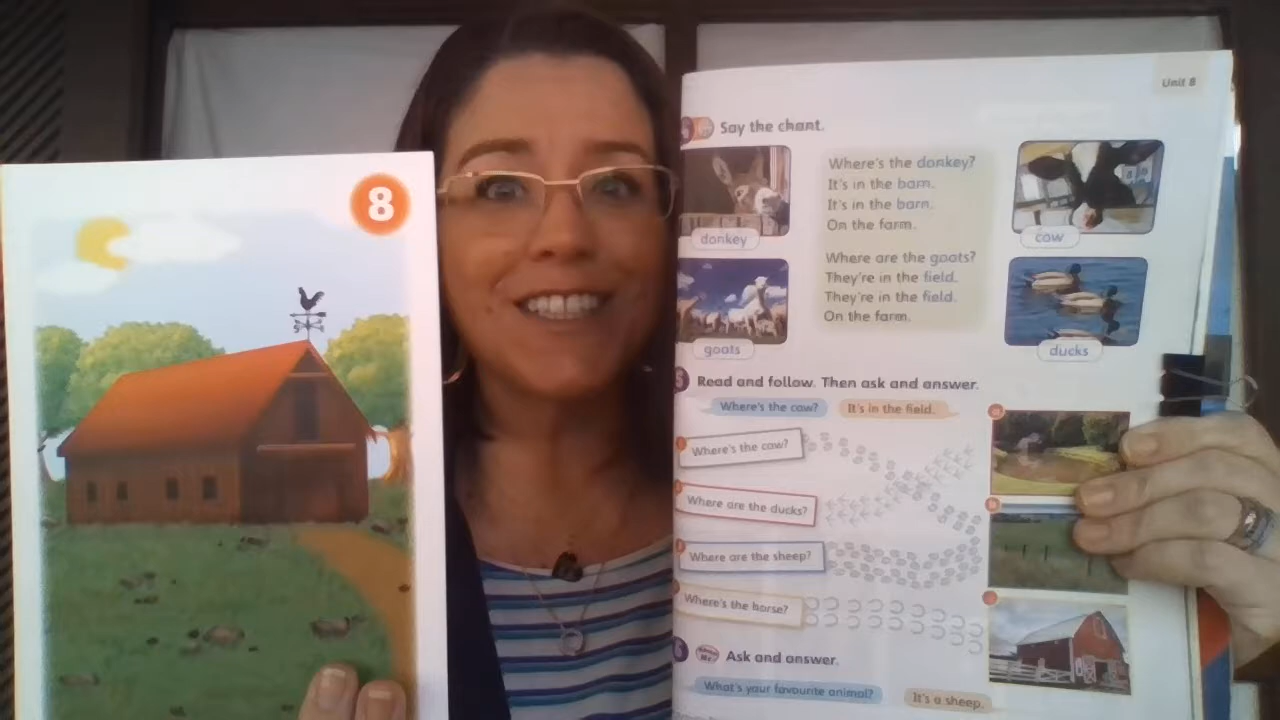 8
Unit 8
Say the chant.
Where's the donkey?
It's in the barn.
It's in the barn.
On the farm.
donkey
cow
Where are the goats?
They're in the field.
They're in the field.
On the farm.
goats
ducks
Read and follow. Then ask and answer.
Where's the cow?
It's in the field.
Where's the cow?
Where are the ducks?
Where are the sheep?
Where's the horse?
Ask and answer.
What's your favourite animal?
It's a sheep.